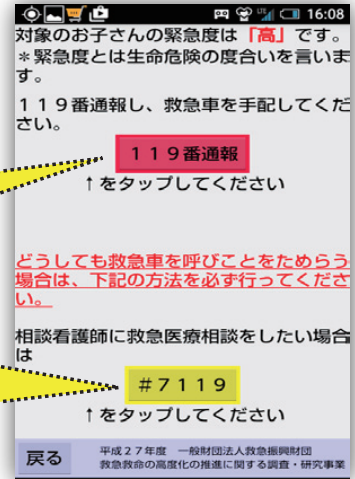 16:08
対象のお子さんの緊急度は「高」です。
＊緊急度とは生命危険の度合いを言いま
す。
１１９番通報し、救急車を手配してくだ
さい。
１１９番通報
↑をタップしてください
どうしても救急車を呼びことをためらう
場合は、下記の方法を必ず行ってくださ
い。
相談看護師に救急医療相談をしたい場合
は
＃７１１９
↑をタップしてください
戻る
平成２７年度　一般財団法人救急振興財団
救急救命の高度化の推進に関する調査・研究事業